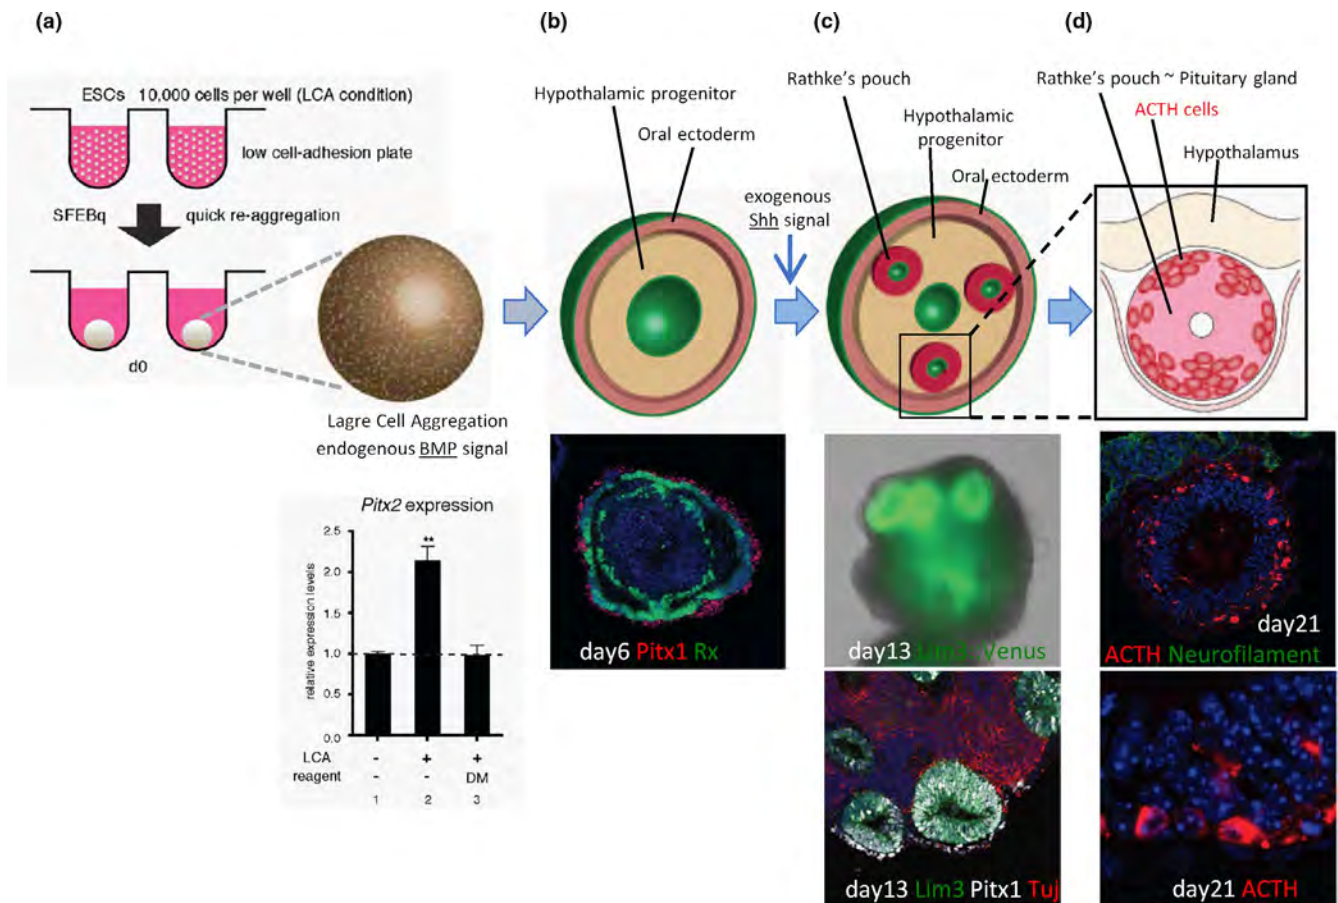 (a)
ESCs 10,000 cells per well (LCA condition)
low cell-adhesion plate
SFEBq
quick re-aggregation
d0
Lagre Cell Aggregation
endogenous BMP signal
Pitx2 expression
relative expression levels
2.5
2.0
1.5
1.0
0.5
0.0
**
LCA - + +
reagent - - DM
1 2 3
(b)
Hypothalamic progenitor
Oral ectoderm
day6 Pitx1 Rx
exogenous
Shh signal
(c)
Rathke's pouch
Hypothalamic
progenitor
Oral ectoderm
day13 Lim3 Venus
day13 Lim3 Pitx1 Tuj
(d)
Rathke's pouch ~ Pituitary gland
ACTH cells
Hypothalamus
day21
ACTH Neurofilament
day21 ACTH